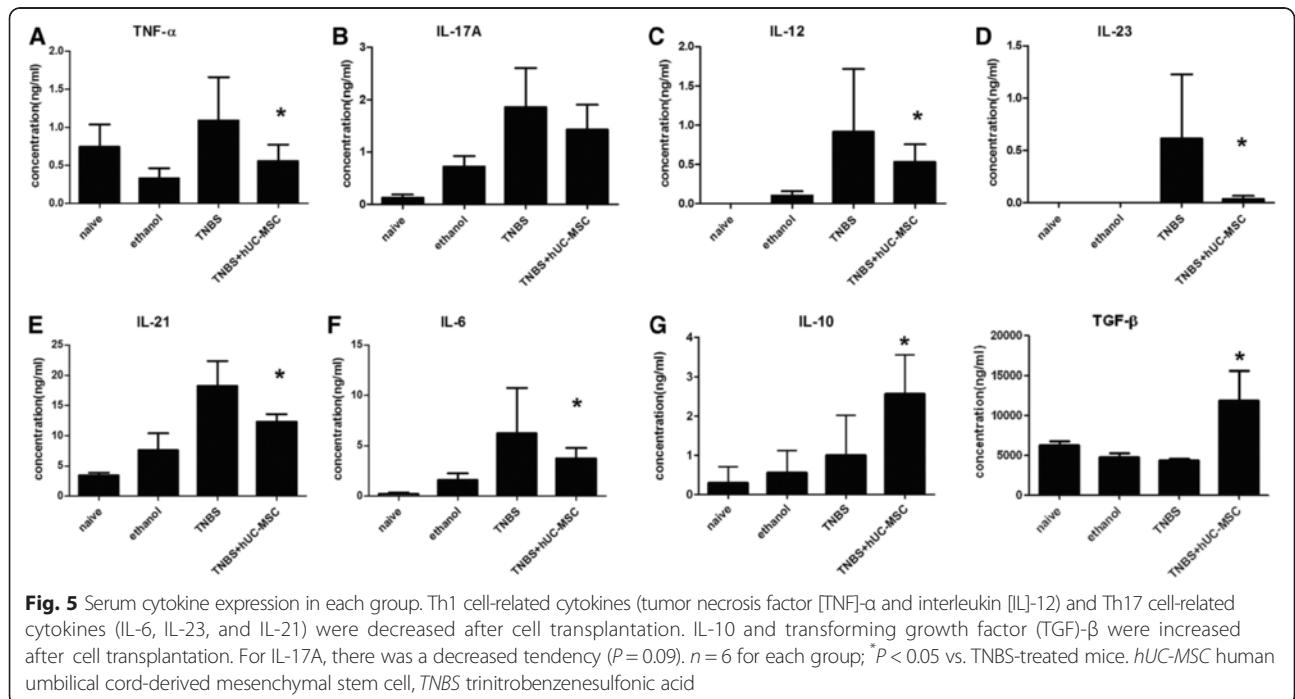 A
TNF-α
concentration(ng/ml)
2.0
1.5
1.0
0.5
0.0
*
naive
ethanol
TNBS
TNBS+hUC-MSC
B
IL-17A
concentration(ng/ml)
3
2
1
0
naive
ethanol
TNBS
TNBS+hUC-MSC
C
IL-12
concentration(ng/ml)
2.0
1.5
1.0
0.5
0.0
*
naive
ethanol
TNBS
TNBS+hUC-MSC
D
IL-23
concentration(ng/ml)
1.5
1.0
0.5
0.0
*
naive
ethanol
TNBS
TNBS+hUC-MSC
E
IL-21
concentration(ng/ml)
25
20
15
10
5
0
*
naive
ethanol
TNBS
TNBS+hUC-MSC
F
IL-6
concentration(ng/ml)
15
10
5
0
*
naive
ethanol
TNBS
TNBS+hUC-MSC
G
IL-10
concentration(ng/ml)
4
3
2
1
0
*
naive
ethanol
TNBS
TNBS+hUC-MSC
TGF-β
concentration(ng/ml)
20000
15000
10000
5000
0
*
naive
ethanol
TNBS
TNBS+hUC-MSC
Fig. 5 Serum cytokine expression in each group. Th1 cell-related cytokines (tumor necrosis factor [TNF]-α and interleukin [IL]-12) and Th17 cell-related
cytokines (IL-6, IL-23, and IL-21) were decreased after cell transplantation. IL-10 and transforming growth factor (TGF)-β were increased
after cell transplantation. For IL-17A, there was a decreased tendency (P = 0.09). n = 6 for each group; *P < 0.05 vs. TNBS-treated mice. hUC-MSC human
umbilical cord-derived mesenchymal stem cell, TNBS trinitrobenzenesulfonic acid